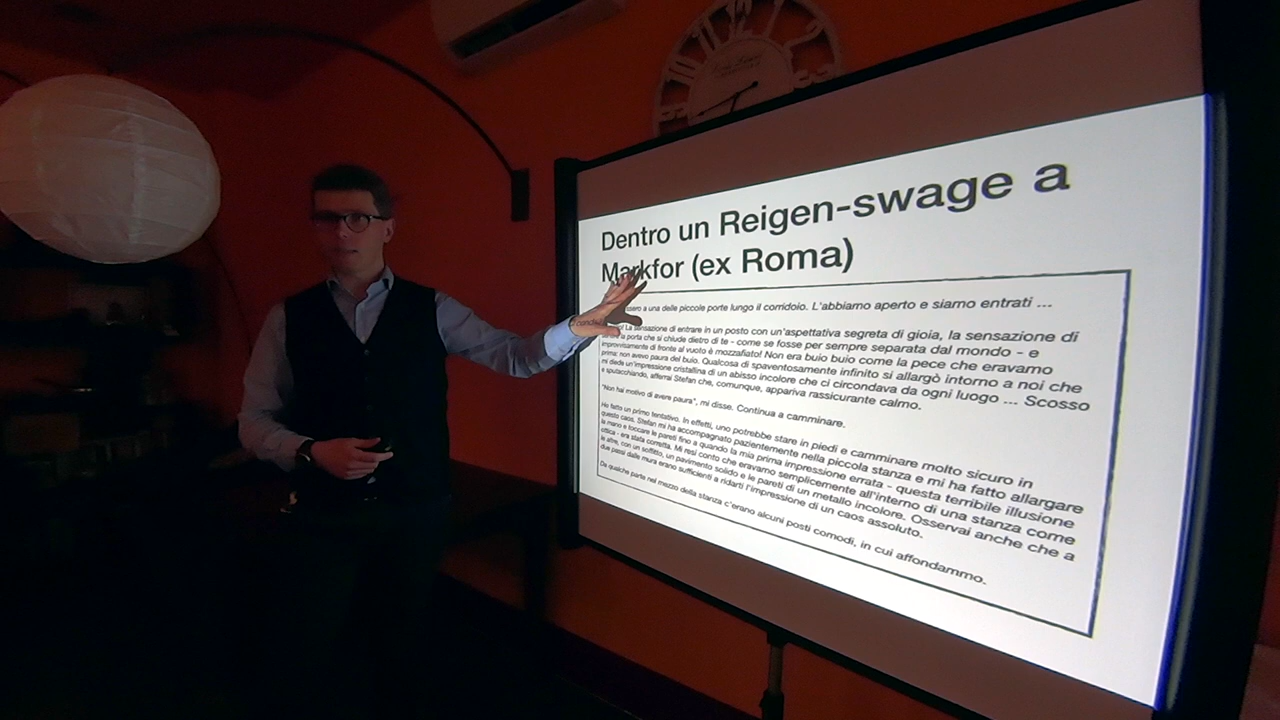 Dentro un Reigen-swage a
Markfor (ex Roma)
a una delle piccole porte lungo il corridoio. L'abbiamo aperto e siamo entrati ...
La sensazione di entrare in un posto con un'aspettativa segreta di gioia, la sensazione di
la porta che si chiude dietro di te - come se fosse per sempre separata dal mondo - e
improvvisamente di fronte al vuoto è mozzafiato! Non era buio buio come la pece che eravamo
prima: non avevo paura del buio. Qualcosa di spaventosamente infinito si allargò intorno a noi che
mi diede un'impressione cristallina di un abisso incolore che ci circondava da ogni luogo ... Scosso
e sputacchiando, afferrai Stefan che, comunque, appariva rassicurante calmo.
"Non hai motivo di avere paura", mi disse. Continua a camminare.
Ho fatto un primo tentativo. In effetti, uno potrebbe stare in piedi e camminare molto sicuro in
questo caos. Stefan mi ha accompagnato pazientemente nella piccola stanza e mi ha fatto allargare
le mano e toccare le pareti fino a quando la mia prima impressione errata - questa terribile illusione
ottica - era stata corretta. Mi resi conto che eravamo semplicemente all'interno di una stanza come
le altre, con un soffitto, un pavimento solido e le pareti di un metallo incolore. Osservai anche che a
due passi dalle mura erano sufficienti a ridarti l'impressione di un caos assoluto.
Da qualche parte nel mezzo della stanza c'erano alcuni posti comodi, in cui affondammo.